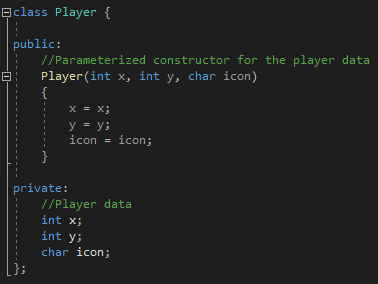 class Player {
public:
//Parameterized constructor for the player data
Player(int x, int y, char icon)
{
x = x;
y = y;
icon = icon;
}
private:
//Player data
int x;
int y;
char icon;
};